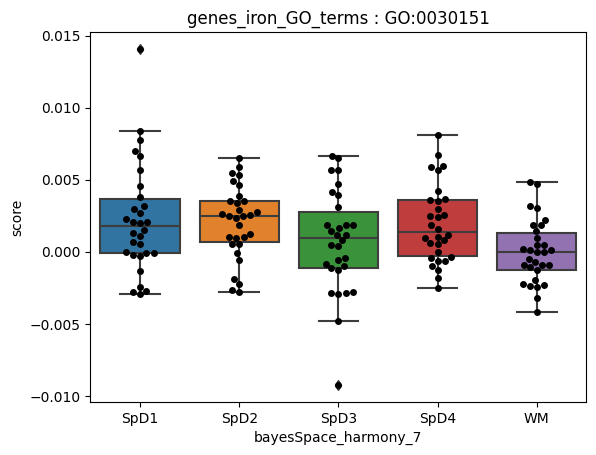 genes_iron_GO_terms : GO:0030151
0.015
0.010
0.005
0.000
−0.005
−0.010
score
SpD1 SpD2 SpD3 SpD4 WM
bayesSpace_harmony_7